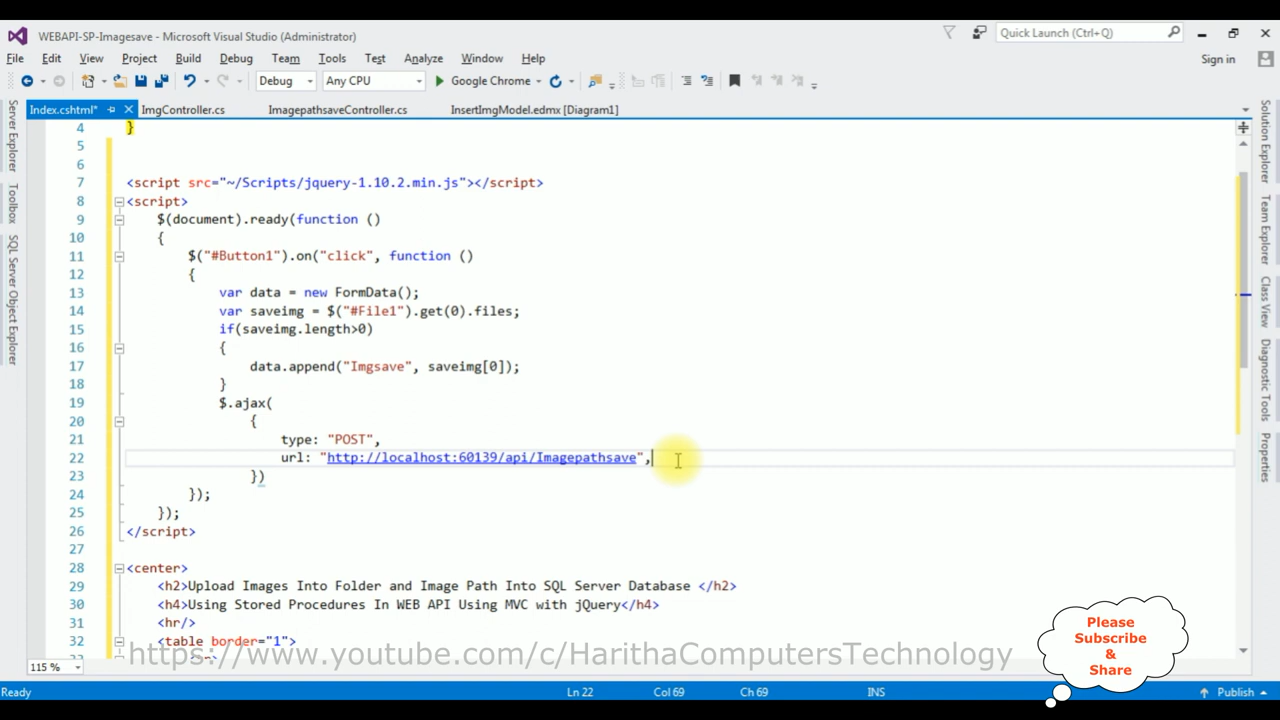 WEBAPI-SP-Imagesave - Microsoft Visual Studio (Administrator)
Quick Launch (Ctrl+Q)
File Edit View Project Build Debug Team Tools Test Analyze Window Help
Sign in
Debug Any CPU Google Chrome
Index.cshtml* ImgController.cs ImagepathsaveController.cs InsertImgModel.edmx [Diagram1]
Server Explorer
Toolbox
SQL Server Object Explorer
4 }
5
6
7 <script src="~/Scripts/jquery-1.10.2.min.js"></script>
8 <script>
9 $(document).ready(function ()
10 {
11 $("#Button1").on("click", function ()
12 {
13 var data = new FormData();
14 var saveimg = $("#File1").get(0).files;
15 if(saveimg.length>0)
16 {
17 data.append("Imgsave", saveimg[0]);
18 }
19 $.ajax(
20 {
21 type: "POST",
22 url: "http://localhost:60139/api/Imagepathsave",
23 })
24 });
25 });
26 </script>
27
28 <center>
29 <h2>Upload Images Into Folder and Image Path Into SQL Server Database </h2>
30 <h4>Using Stored Procedures In WEB API Using MVC with jQuery</h4>
31 <hr/>
32 <table border="1">
https://www.youtube.com/c/HarithaComputersTechnology
Solution Explorer
Team Explorer
Class View
Diagnostic Tools
Properties
Please
Subscribe
&
Share
115 %
Ready Ln 22 Col 69 Ch 69 INS Publish